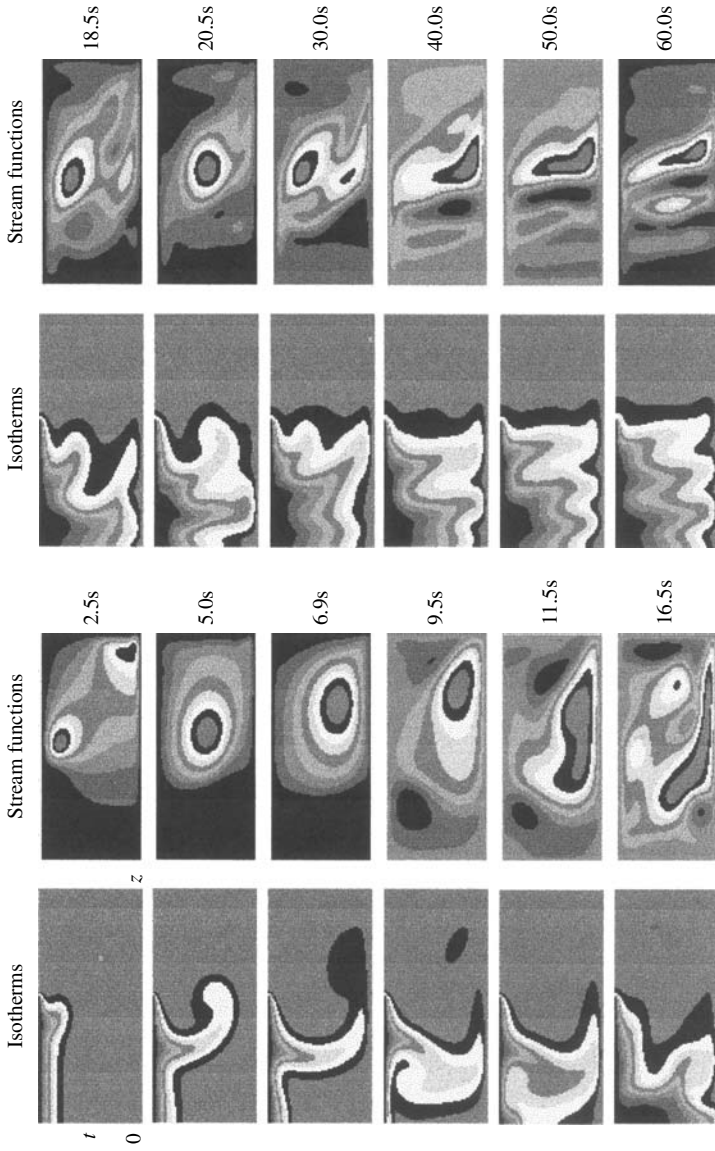 Isotherms
Stream functions
2.5s
5.0s
6.9s
9.5s
11.5s
16.5s
t
0
z
Isotherms
Stream functions
18.5s
20.5s
30.0s
40.0s
50.0s
60.0s